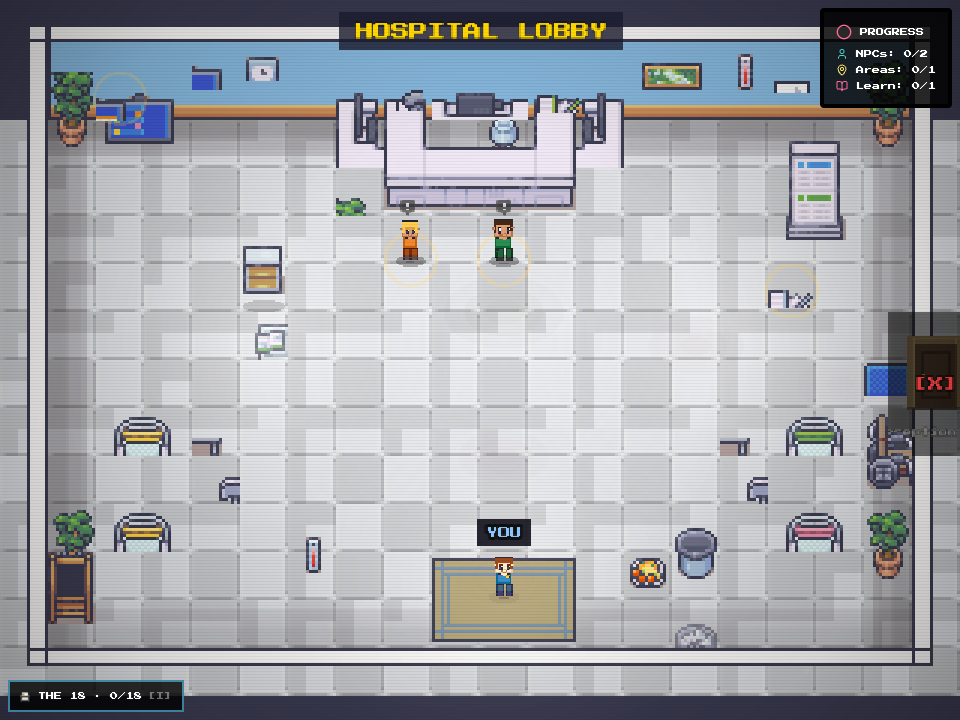 HOSPITAL LOBBY
PROGRESS
NPCs: 0/2
Areas: 0/1
Learn: 0/1
[X]
YOU
THE 18 · 0/18 [I]